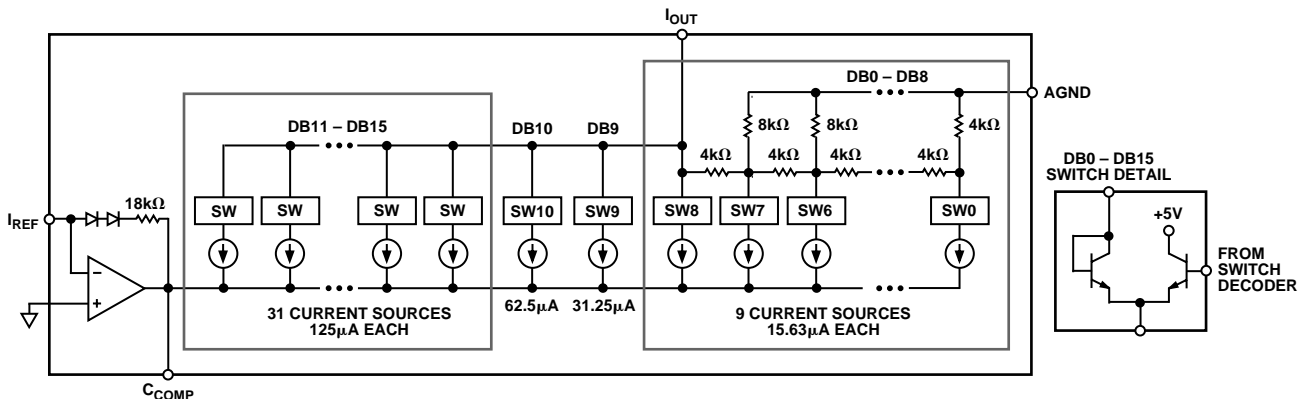 I_OUT
DB0 – DB8
AGND
DB11 – DB15
DB10
DB9
8kΩ
8kΩ
4kΩ
4kΩ
4kΩ
4kΩ
4kΩ
DB0 – DB15
SWITCH DETAIL
18kΩ
I_REF
SW
SW
SW
SW
SW10
SW9
SW8
SW7
SW6
SW0
+5V
–
+
FROM
SWITCH
DECODER
31 CURRENT SOURCES
125μA EACH
62.5μA
31.25μA
9 CURRENT SOURCES
15.63μA EACH
C_COMP